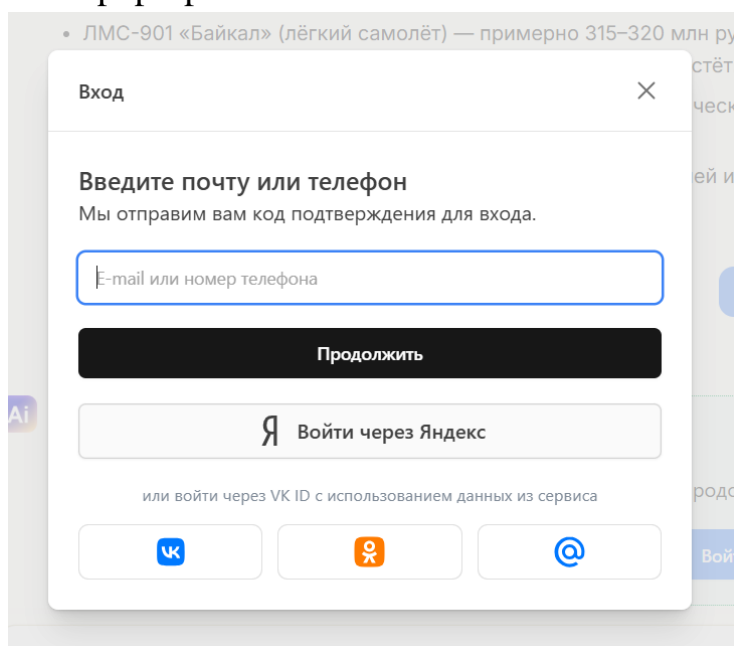 • ЛМС-901 «Байкал» (лёгкий самолёт) — примерно 315–320 млн ру
стёт
Вход
ческ
Введите почту или телефон
ей и
Мы отправим вам код подтверждения для входа.
E-mail или номер телефона
Продолжить
Ai
Я Войти через Яндекс
или войти через VK ID с использованием данных из сервиса
родо
Вой